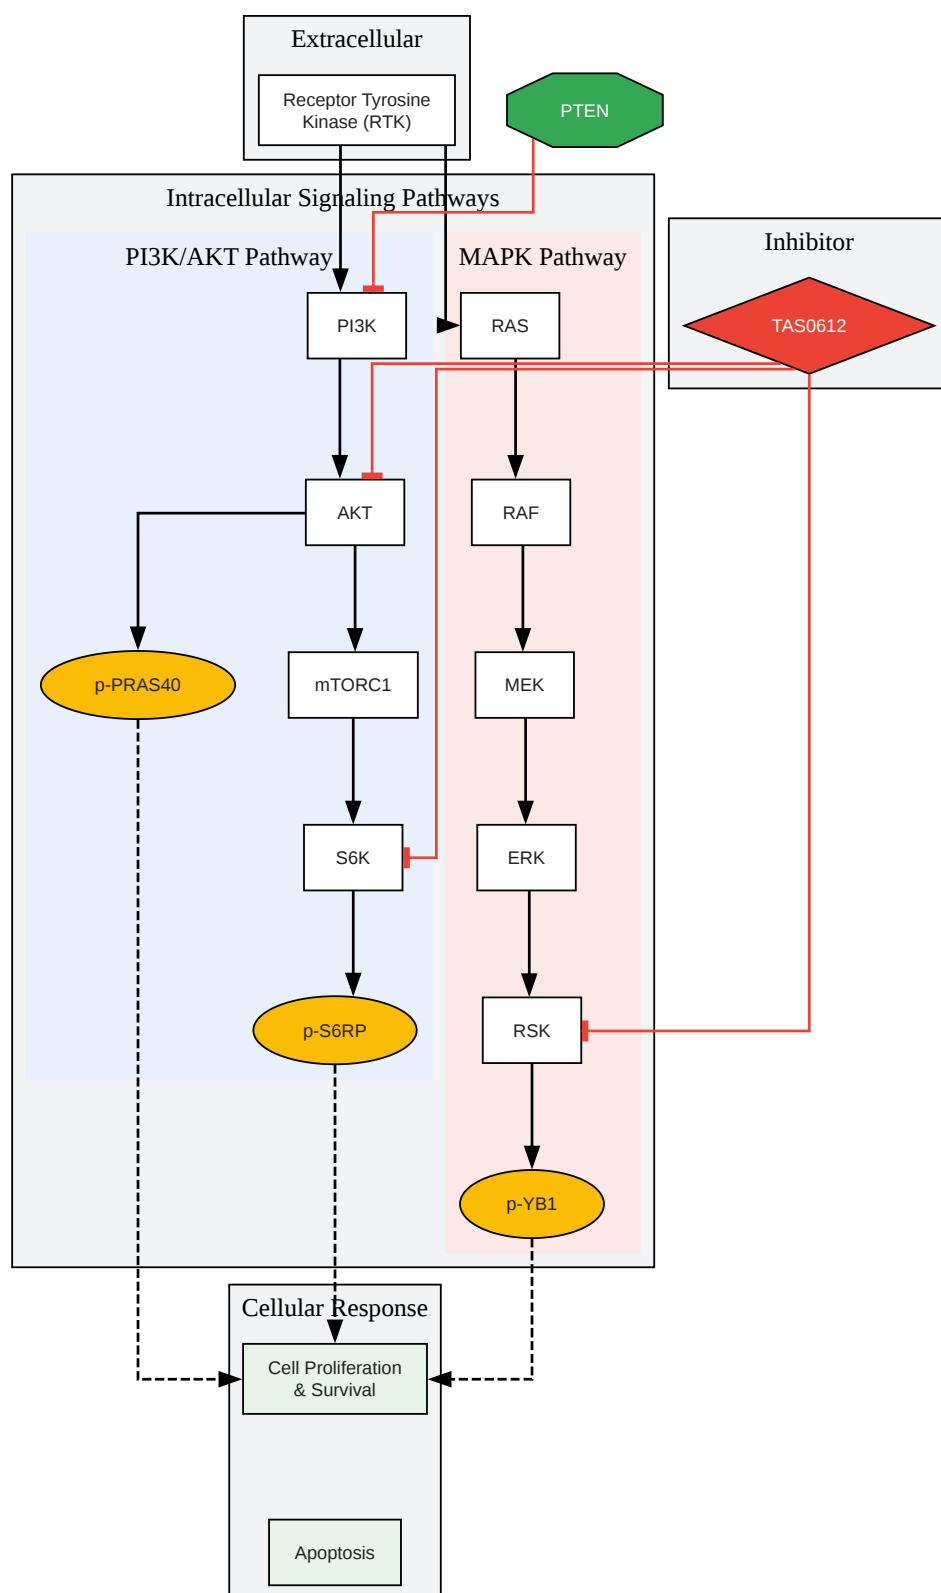 Extracellular
Receptor Tyrosine
Kinase (RTK)
PTEN
Intracellular Signaling Pathways
PI3K/AKT Pathway
MAPK Pathway
Inhibitor
PI3K
RAS
TAS0612
AKT
RAF
p-PRAS40
mTORC1
MEK
S6K
ERK
p-S6RP
RSK
p-YB1
Cellular Response
Cell Proliferation
& Survival
Apoptosis